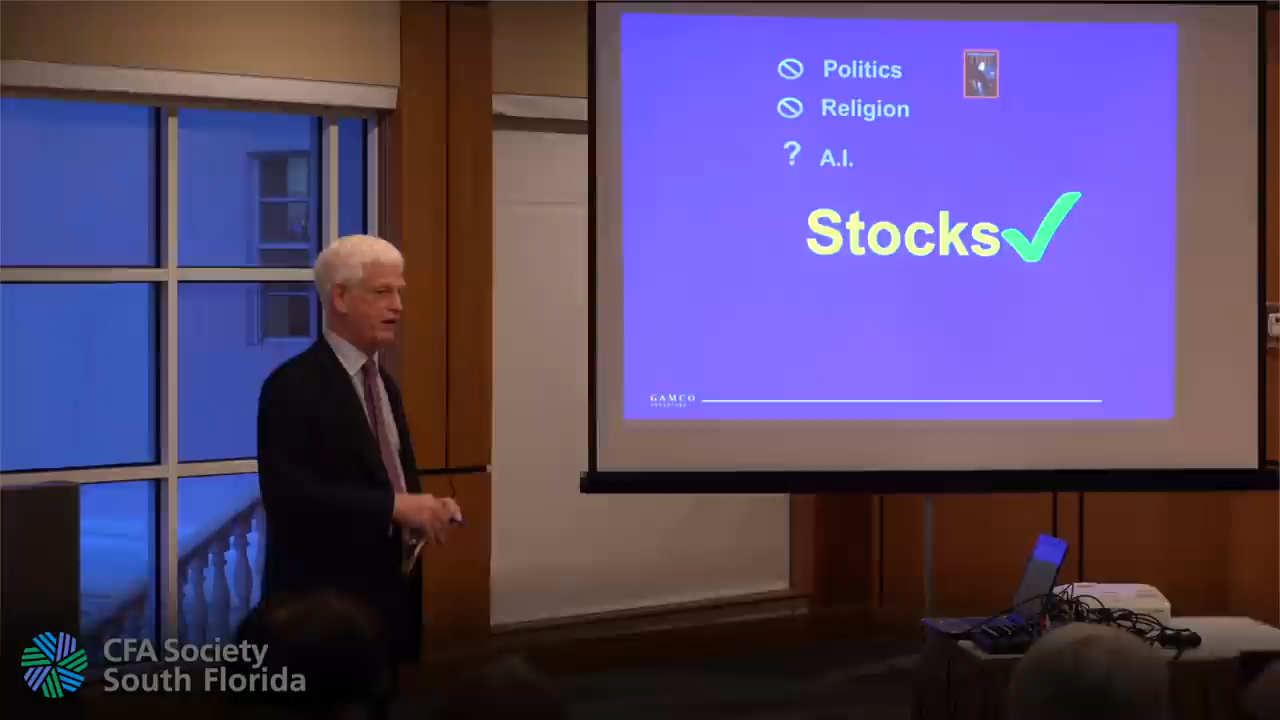 Politics
Religion
? A.I.
Stocks
GAMCO
CFA Society
South Florida